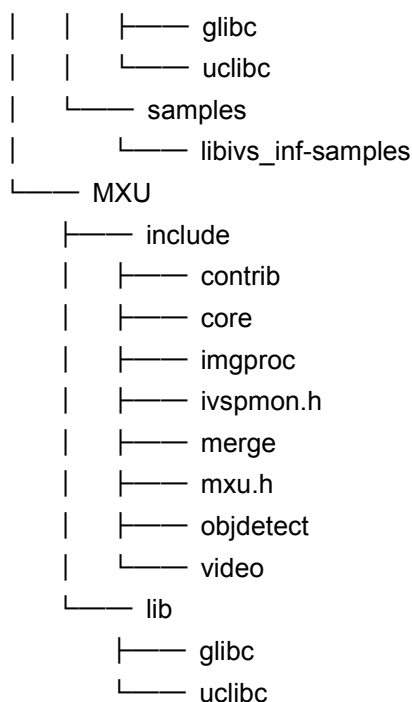 │ │ ├─── glibc
│ │ └─── uclibc
│ └─── samples
│ └─── libivs_inf-samples
└─── MXU
├─── include
│ ├─── contrib
│ ├─── core
│ ├─── imgproc
│ ├─── ivspmon.h
│ ├─── merge
│ ├─── mxu.h
│ ├─── objdetect
│ └─── video
└─── lib
├─── glibc
└─── uclibc